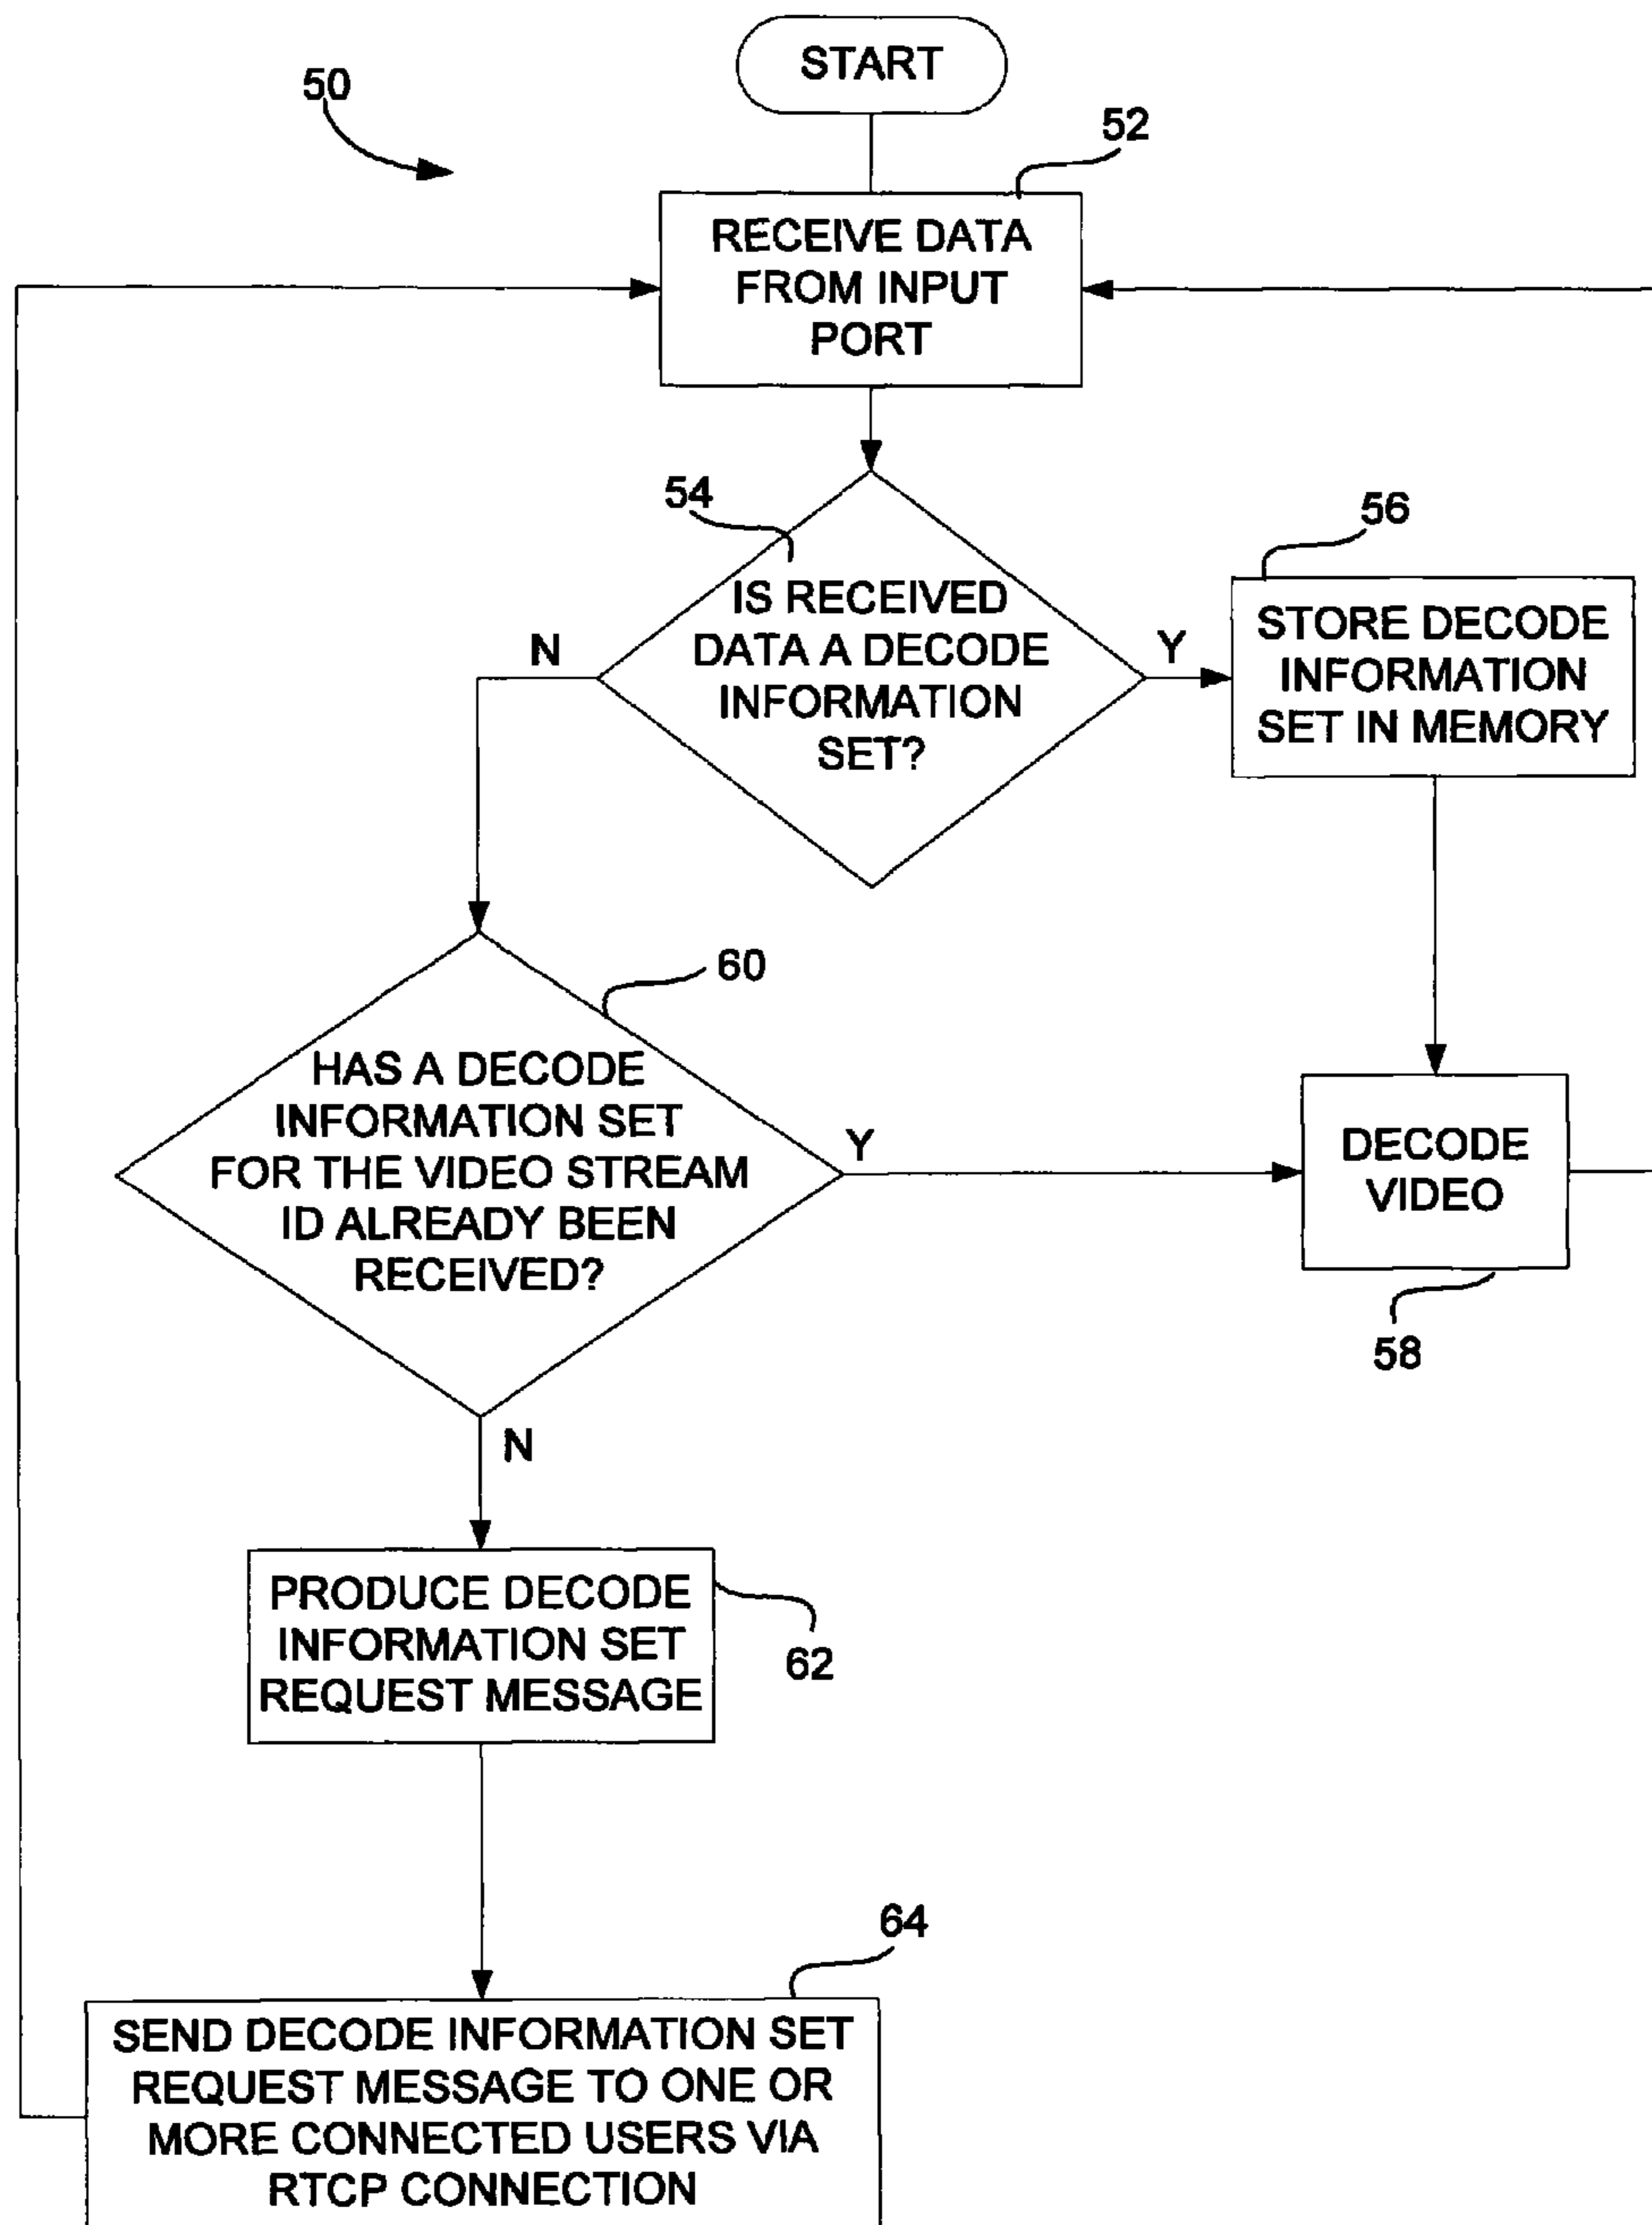 START
50
52
RECEIVE DATA
FROM INPUT
PORT
54
IS RECEIVED
DATA A DECODE
INFORMATION
SET?
N
Y
56
STORE DECODE
INFORMATION
SET IN MEMORY
60
HAS A DECODE
INFORMATION SET
FOR THE VIDEO STREAM
ID ALREADY BEEN
RECEIVED?
Y
N
DECODE
VIDEO
58
PRODUCE DECODE
INFORMATION SET
REQUEST MESSAGE
62
64
SEND DECODE INFORMATION SET
REQUEST MESSAGE TO ONE OR
MORE CONNECTED USERS VIA
RTCP CONNECTION